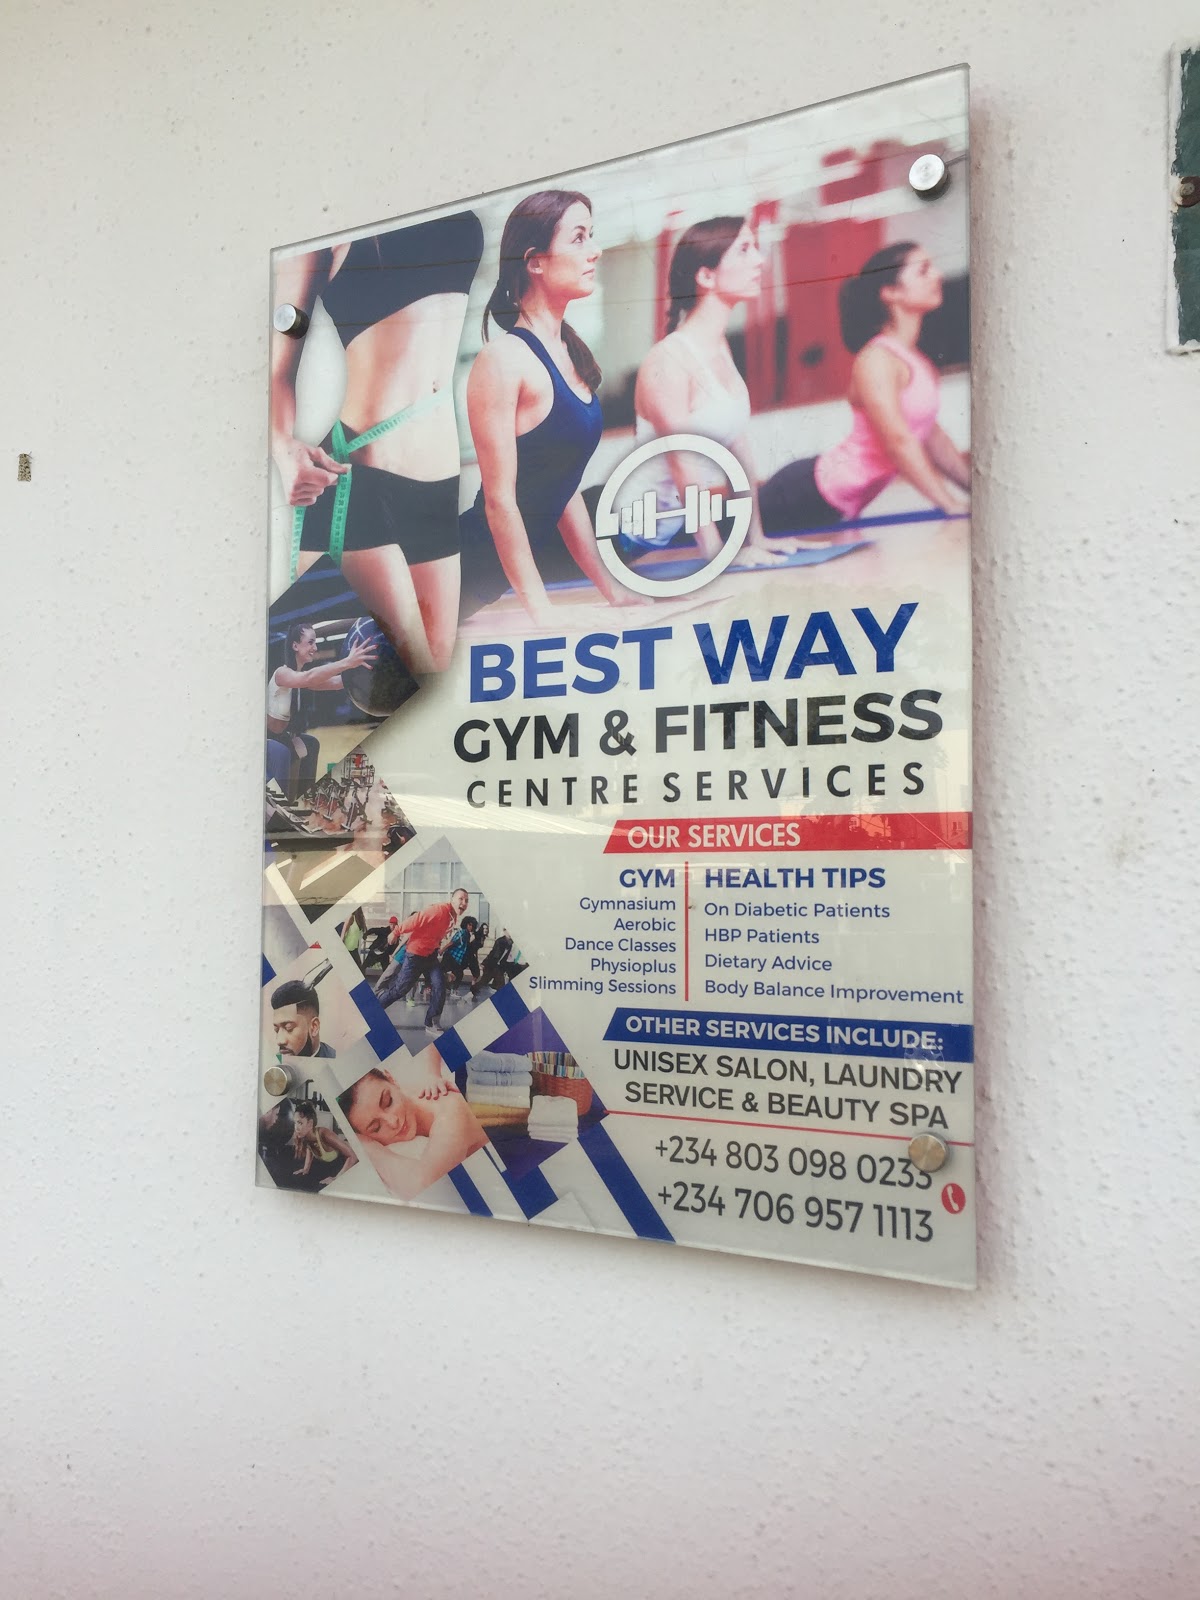 BEST WAY
GYM & FITNESS
CENTRE SERVICES
OUR SERVICES
GYM
Gymnasium
Aerobic
Dance Classes
Physioplus
Slimming Sessions
HEALTH TIPS
On Diabetic Patients
HBP Patients
Dietary Advice
Body Balance Improvement
OTHER SERVICES INCLUDE:
UNISEX SALON, LAUNDRY
SERVICE & BEAUTY SPA
+234 803 098 0233
+234 706 957 1113